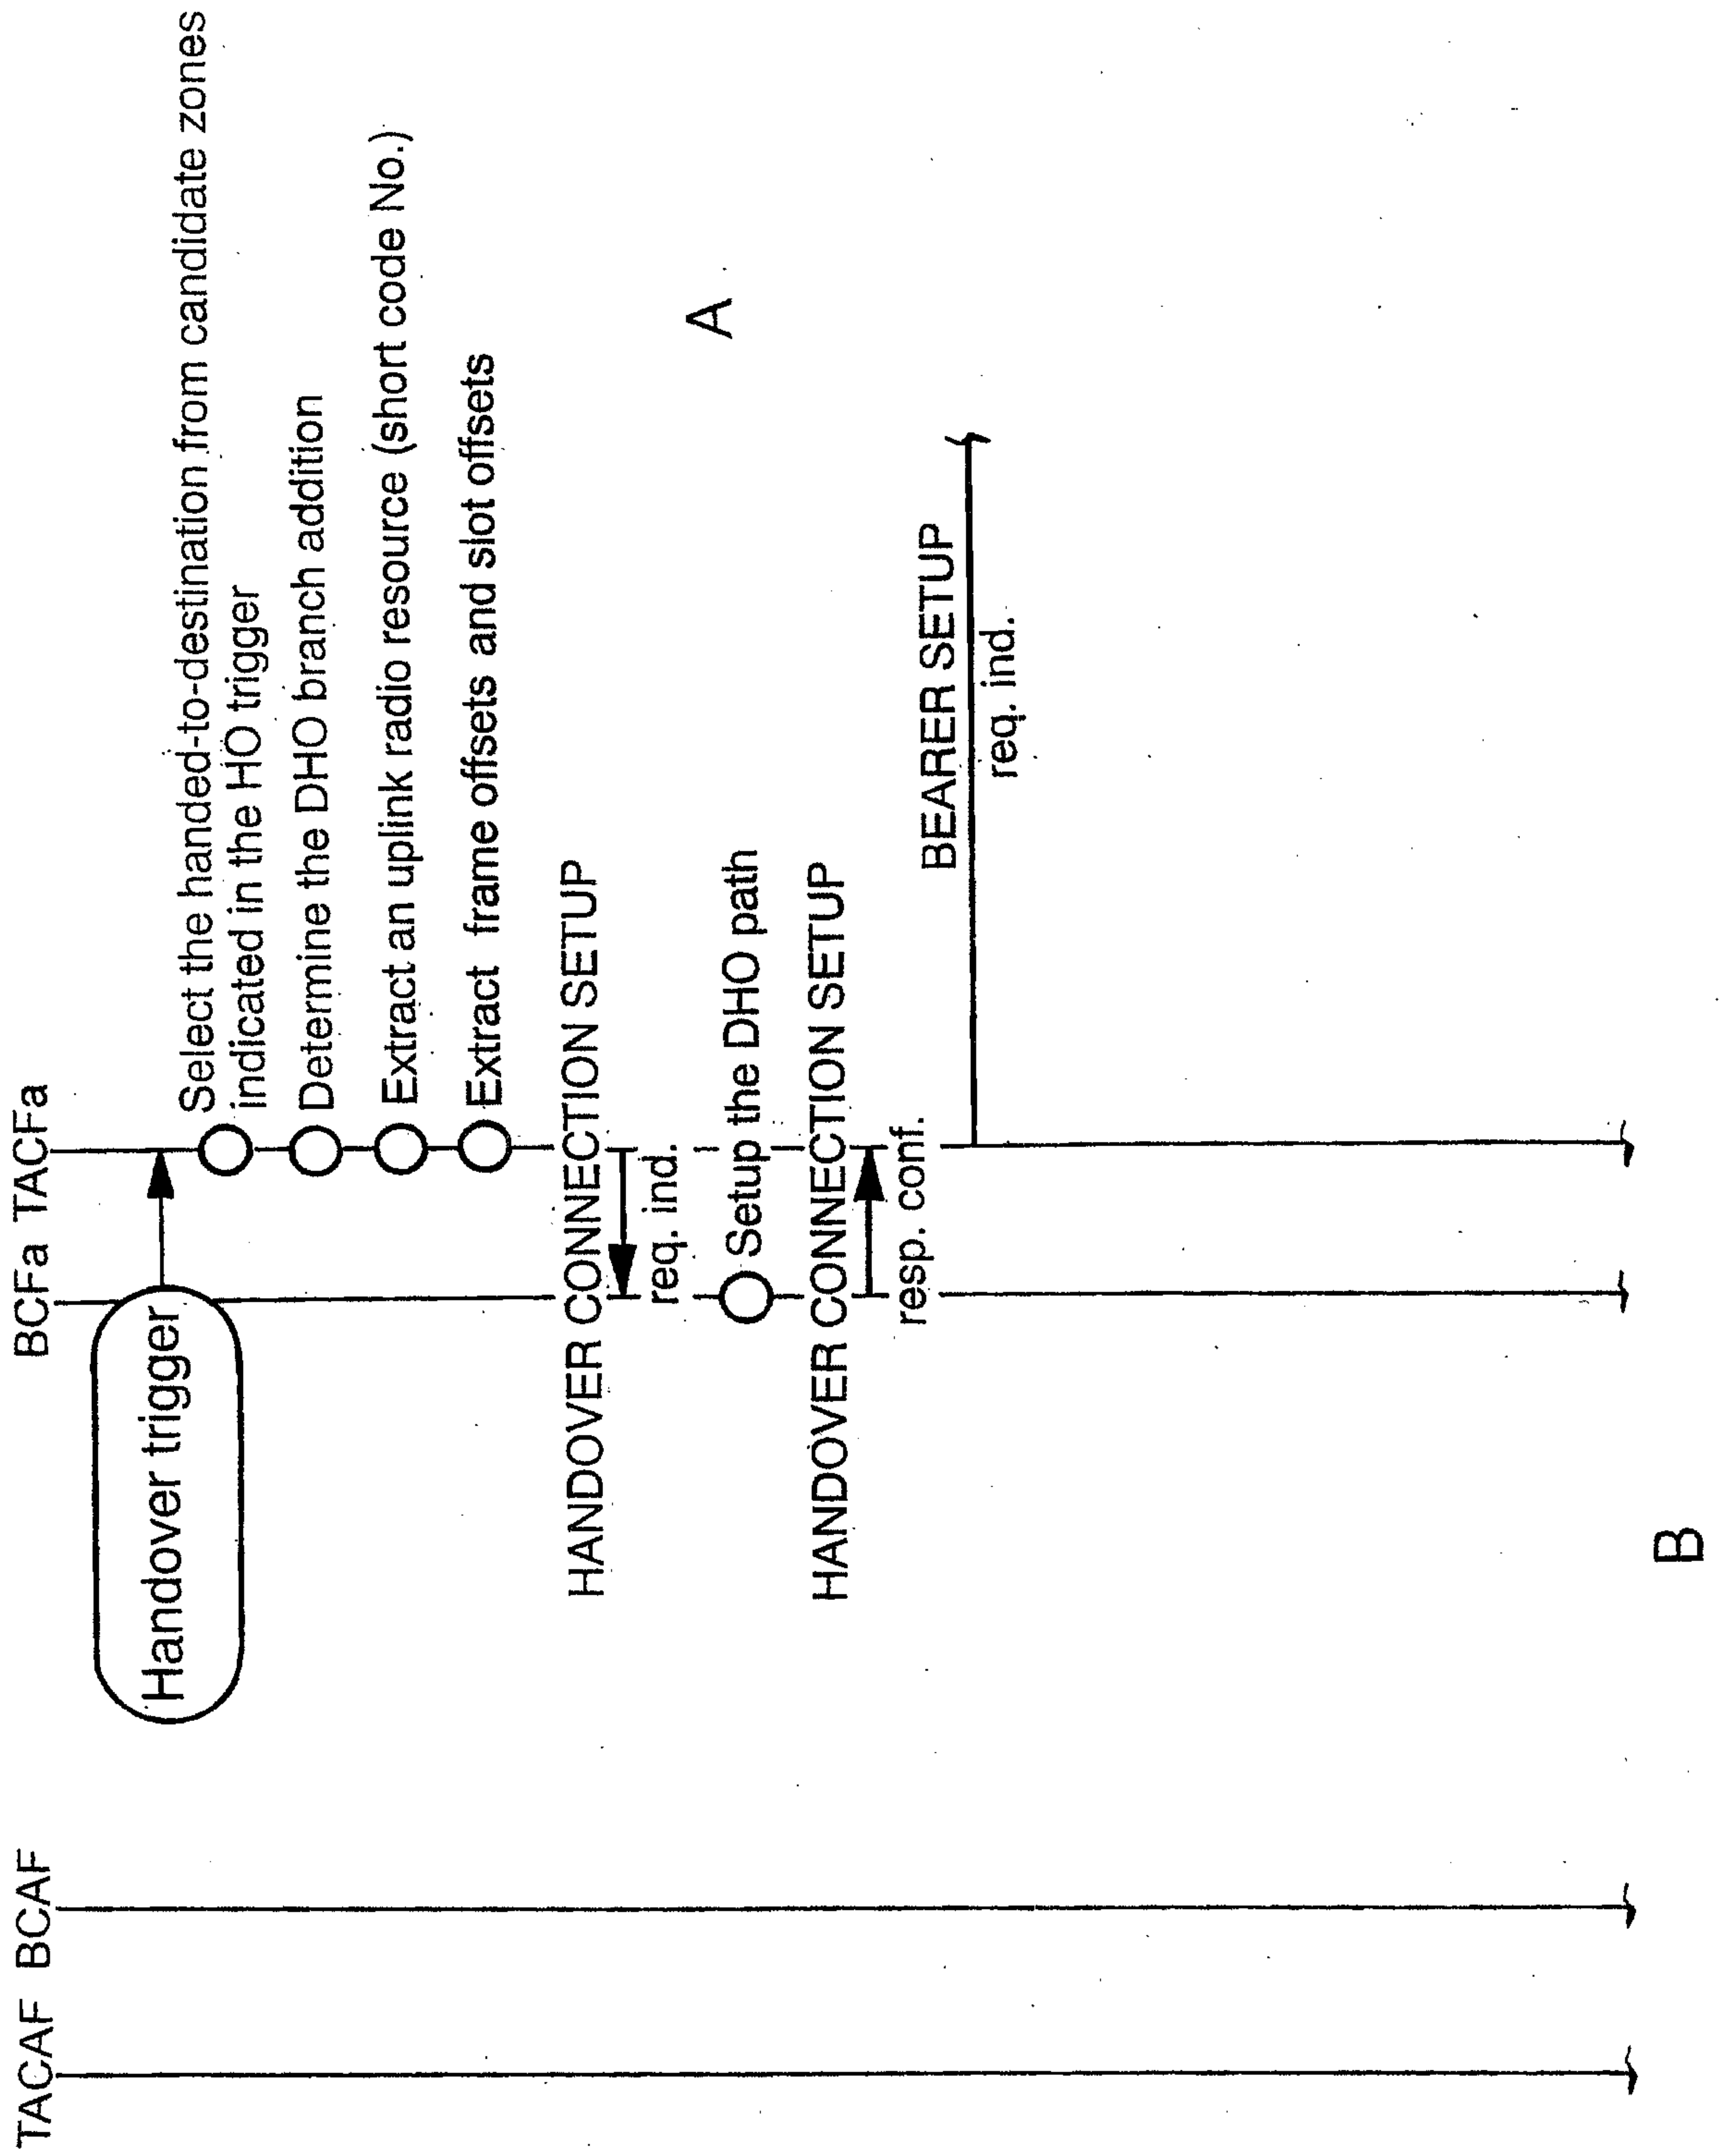 TACAF BCAF BCFa TACFa
Handover trigger
Select the handed-to-destination from candidate zones
indicated in the HO trigger
Determine the DHO branch addition
Extract an uplink radio resource (short code No.)
Extract frame offsets and slot offsets
HANDOVER CONNECTION SETUP
req. ind.
A
Setup the DHO path
HANDOVER CONNECTION SETUP
resp. conf.
BEARER SETUP
req. ind.
B